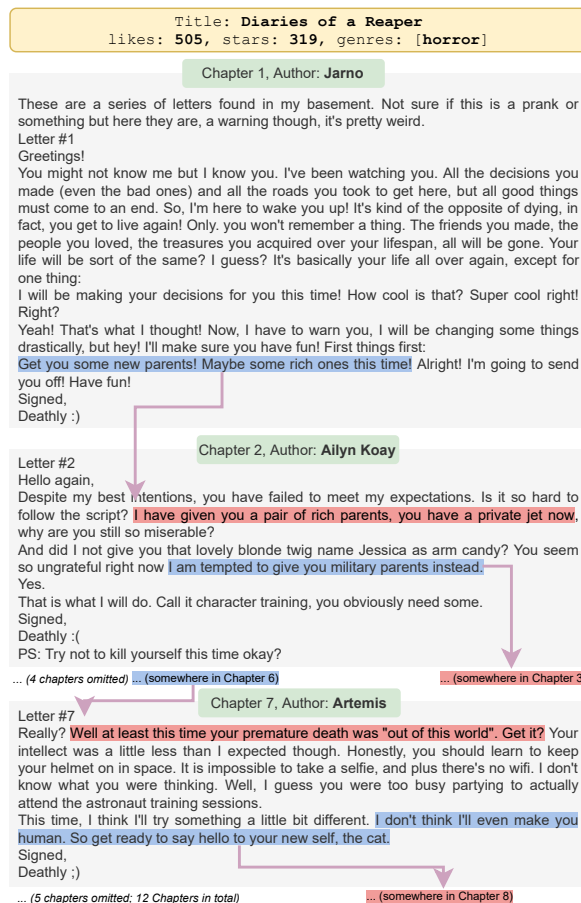 Title: Diaries of a Reaper
likes: 505, stars: 319, genres: [horror]
Chapter 1, Author: Jarno
These are a series of letters found in my basement. Not sure if this is a prank or
something but here they are, a warning though, it's pretty weird.
Letter #1
Greetings!
You might not know me but I know you. I've been watching you. All the decisions you
made (even the bad ones) and all the roads you took to get here, but all good things
must come to an end. So, I'm here to wake you up! It's kind of the opposite of dying, in
fact, you get to live again! Only. you won't remember a thing. The friends you made, the
people you loved, the treasures you acquired over your lifespan, all will be gone. Your
life will be sort of the same? I guess? It's basically your life all over again, except for
one thing:
I will be making your decisions for you this time! How cool is that? Super cool right!
Right?
Yeah! That's what I thought! Now, I have to warn you, I will be changing some things
drastically, but hey! I'll make sure you have fun! First things first:
Get you some new parents! Maybe some rich ones this time! Alright! I'm going to send
you off! Have fun!
Signed,
Deathly :)
Chapter 2, Author: Ailyn Koay
Letter #2
Hello again,
Despite my best intentions, you have failed to meet my expectations. Is it so hard to
follow the script? I have given you a pair of rich parents, you have a private jet now,
why are you still so miserable?
And did I not give you that lovely blonde twig name Jessica as arm candy? You seem
so ungrateful right now I am tempted to give you military parents instead.
Yes.
That is what I will do. Call it character training, you obviously need some.
Signed,
Deathly :(
PS: Try not to kill yourself this time okay?
... (4 chapters omitted) ... (somewhere in Chapter 6) ... (somewhere in Chapter 3
Chapter 7, Author: Artemis
Letter #7
Really? Well at least this time your premature death was "out of this world". Get it? Your
intellect was a little less than I expected though. Honestly, you should learn to keep
your helmet on in space. It is impossible to take a selfie, and plus there's no wifi. I don't
know what you were thinking. Well, I guess you were too busy partying to actually
attend the astronaut training sessions.
This time, I think I'll try something a little bit different. I don't think I'll even make you
human. So get ready to say hello to your new self, the cat.
Signed,
Deathly ;)
... (5 chapters omitted; 12 Chapters in total) ... (somewhere in Chapter 8)